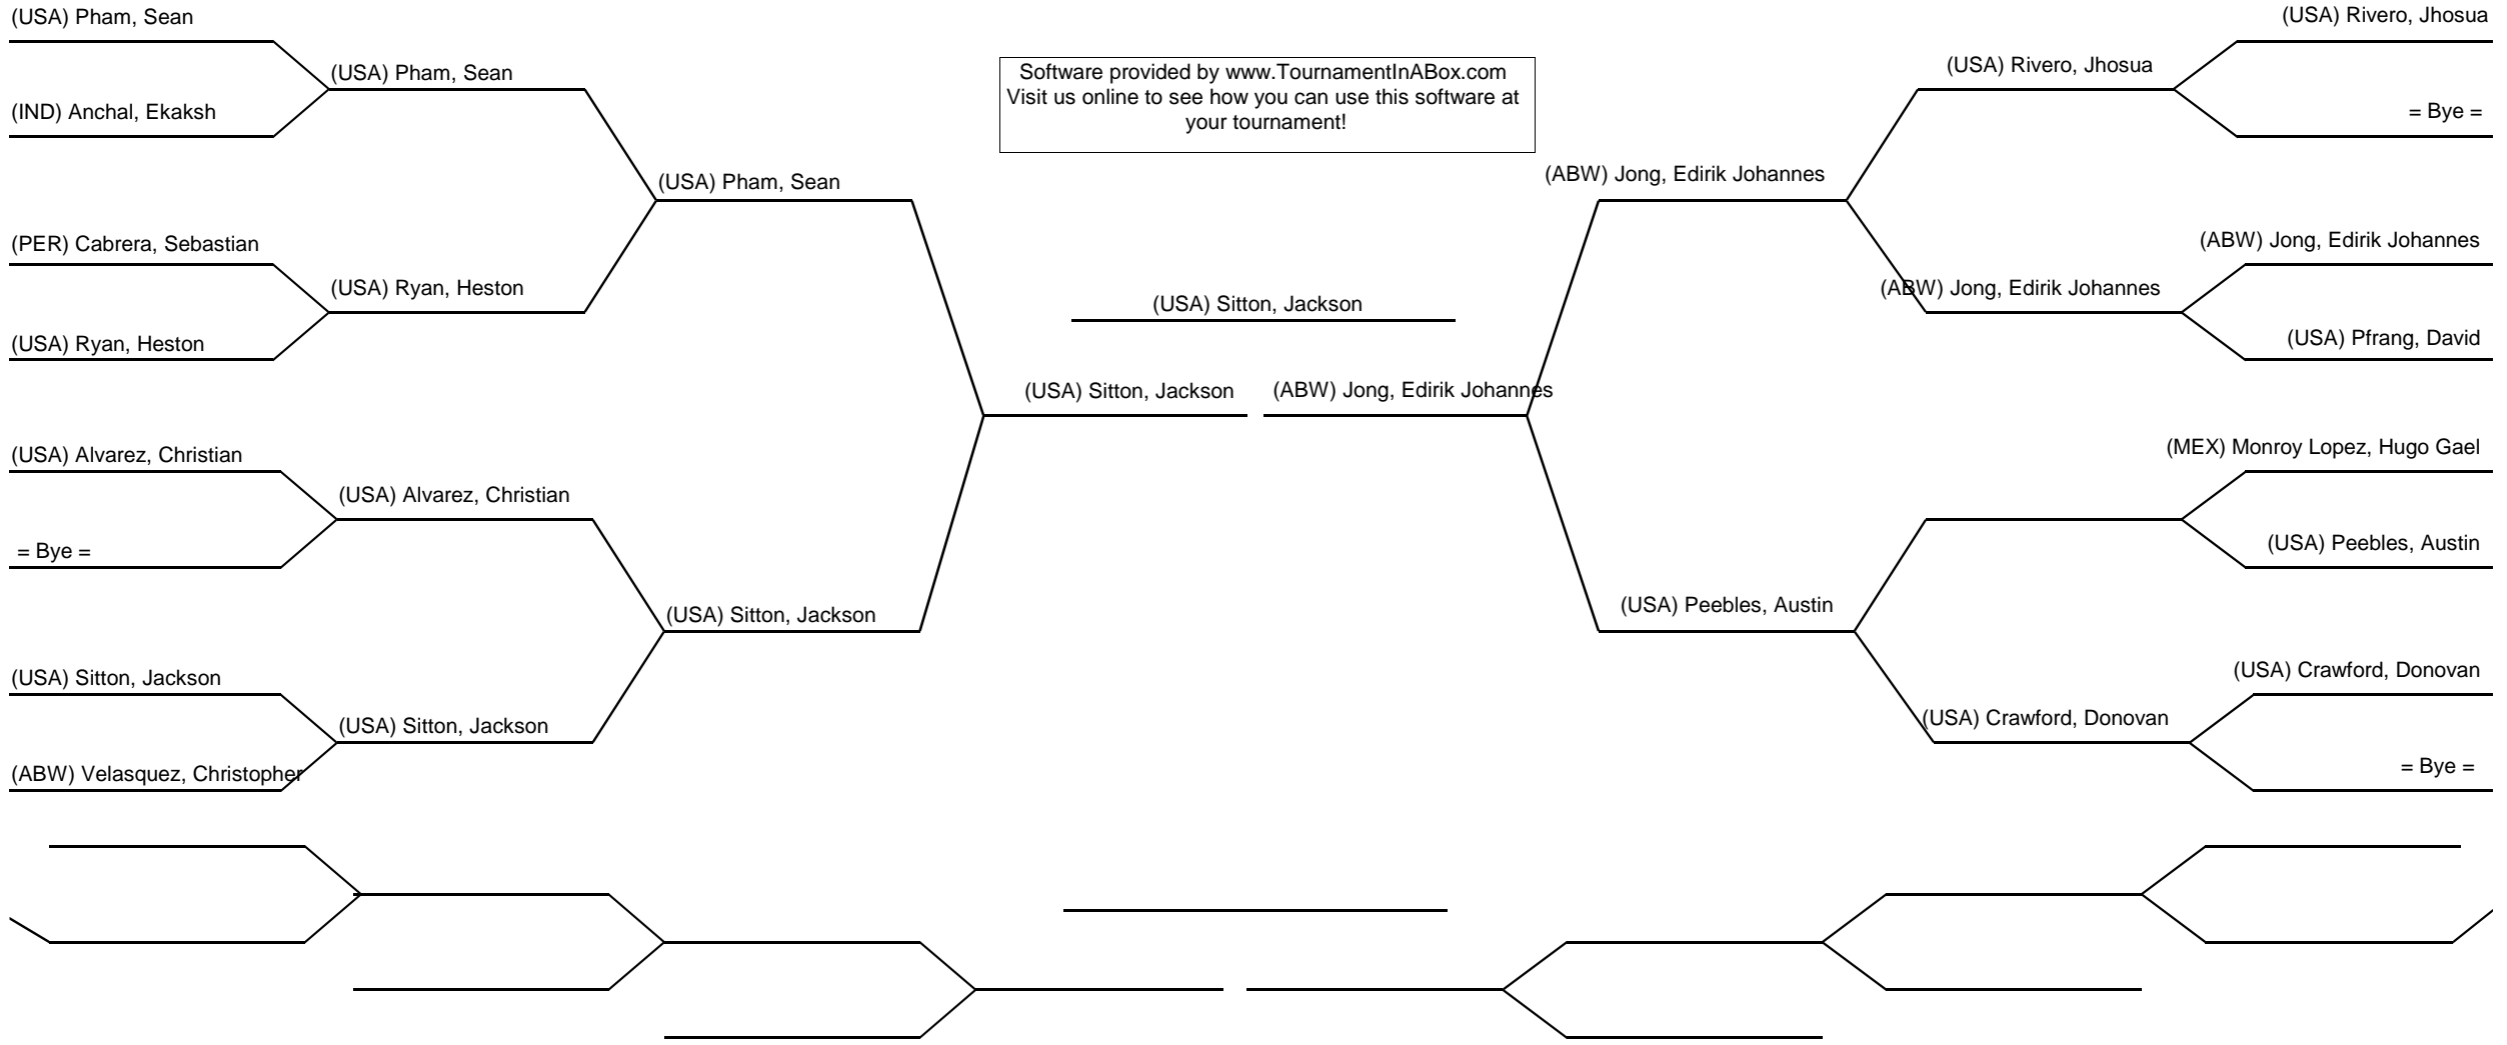 (USA) Pham, Sean
(IND) Anchal, Ekaksh
(PER) Cabrera, Sebastian
(USA) Ryan, Heston
(USA) Alvarez, Christian
= Bye =
(USA) Sitton, Jackson
(ABW) Velasquez, Christopher
(USA) Pham, Sean
(USA) Ryan, Heston
(USA) Alvarez, Christian
(USA) Sitton, Jackson
(USA) Pham, Sean
(USA) Sitton, Jackson
Software provided by www.TournamentInABox.com
Visit us online to see how you can use this software at
your tournament!
(USA) Sitton, Jackson
(USA) Sitton, Jackson
(ABW) Jong, Edirik Johannes
(ABW) Jong, Edirik Johannes
(USA) Peebles, Austin
(USA) Rivero, Jhosua
(ABW) Jong, Edirik Johannes
(USA) Crawford, Donovan
(USA) Rivero, Jhosua
= Bye =
(ABW) Jong, Edirik Johannes
(USA) Pfrang, David
(MEX) Monroy Lopez, Hugo Gael
(USA) Peebles, Austin
(USA) Crawford, Donovan
= Bye =